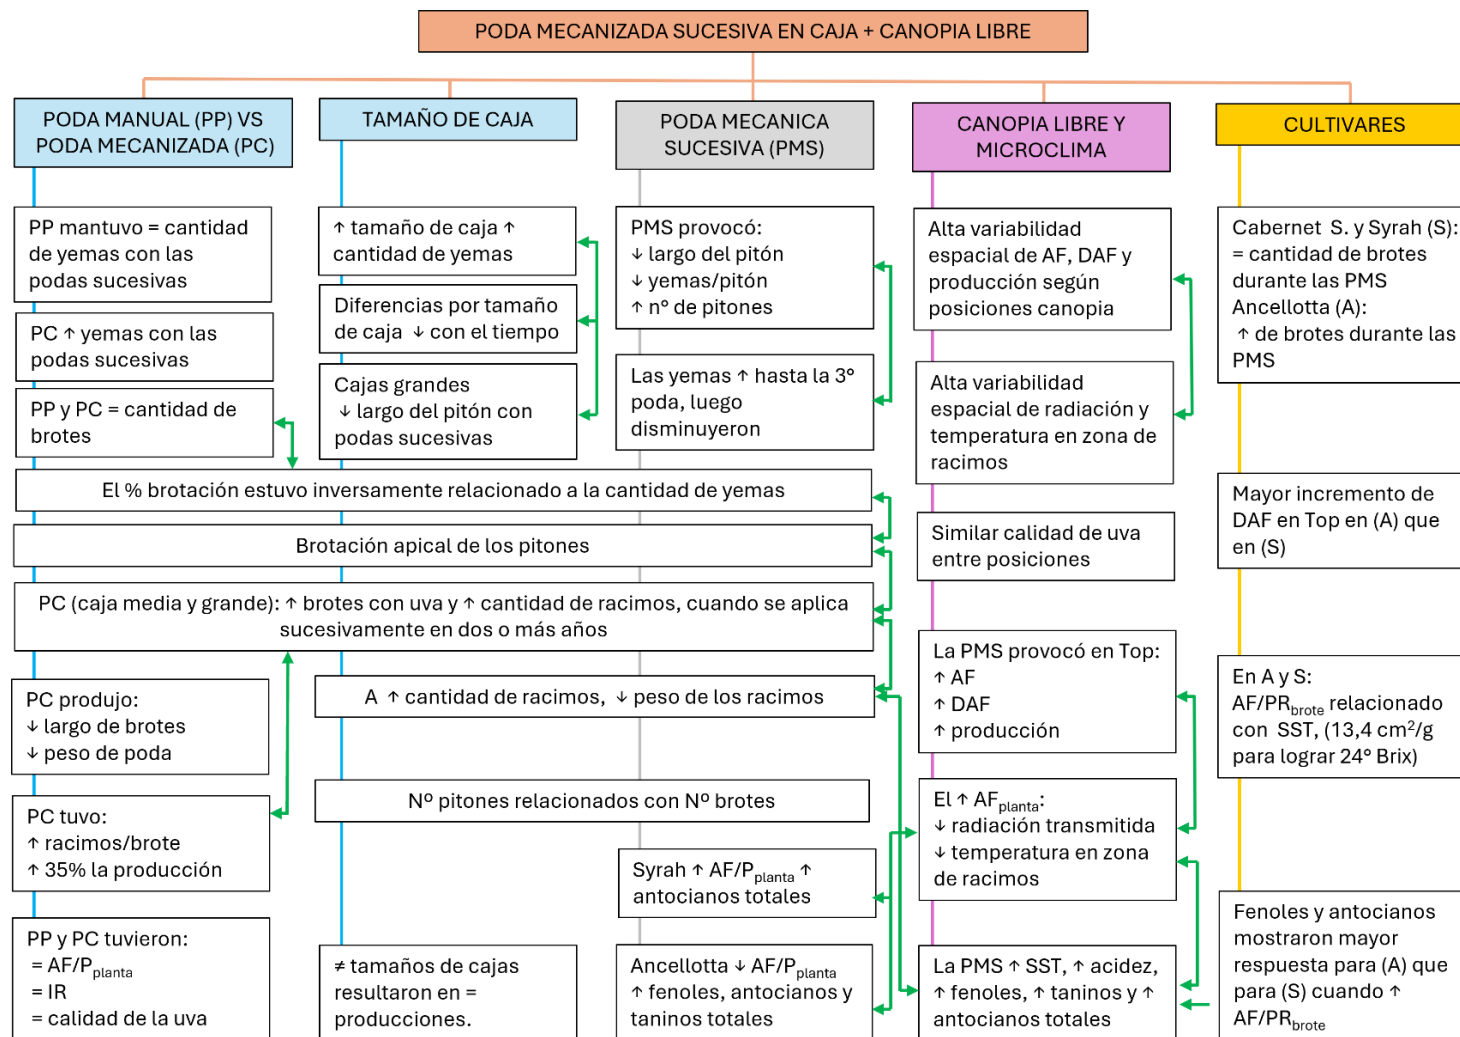 PODA MECANIZADA SUCESIVA EN CAJA + CANOPIA LIBRE
PODA MANUAL (PP) VS
PODA MECANIZADA (PC)
PP mantuvo = cantidad
de yemas con las
podas sucesivas
PC ↑ yemas con las
podas sucesivas
PP y PC = cantidad de
brotes
TAMAÑO DE CAJA
↑ tamaño de caja ↑
cantidad de yemas
Diferencias por tamaño
de caja ↓ con el tiempo
Cajas grandes
↓ largo del pitón con
podas sucesivas
PODA MECANICA
SUCESIVA (PMS)
PMS provocó:
↓ largo del pitón
↓ yemas/pitón
↑ n° de pitones
Las yemas ↑ hasta la 3°
poda, luego
disminuyeron
El % brotación estuvo inversamente relacionado a la cantidad de yemas
Brotación apical de los pitones
PC (caja media y grande): ↑ brotes con uva y ↑ cantidad de racimos, cuando se aplica
sucesivamente en dos o más años
PC produjo:
↓ largo de brotes
↓ peso de poda
PC tuvo:
↑ racimos/brote
↑ 35% la producción
PP y PC tuvieron:
= AF/Pplanta
= IR
= calidad de la uva
A ↑ cantidad de racimos, ↓ peso de los racimos
Nº pitones relacionados con Nº brotes
≠ tamaños de cajas
resultaron en =
producciones.
Syrah ↑ AF/Pplanta ↑
antocianos totales
Ancellotta ↓ AF/Pplanta
↑ fenoles, antocianos y
taninos totales
CANOPIA LIBRE Y
MICROCLIMA
Alta variabilidad
espacial de AF, DAF y
producción según
posiciones canopia
Alta variabilidad
espacial de radiación y
temperatura en zona de
racimos
Similar calidad de uva
entre posiciones
La PMS provocó en Top:
↑ AF
↑ DAF
↑ producción
El ↑ AFplanta:
↓ radiación transmitida
↓ temperatura en zona
de racimos
La PMS ↑ SST, ↑ acidez,
↑ fenoles, ↑ taninos y ↑
antocianos totales
CULTIVARES
Cabernet S. y Syrah (S):
= cantidad de brotes
durante las PMS
Ancellotta (A):
↑ de brotes durante las
PMS
Mayor incremento de
DAF en Top en (A) que
en (S)
En A y S:
AF/PRbrote relacionado
con SST, (13,4 cm²/g
para lograr 24° Brix)
Fenoles y antocianos
mostraron mayor
respuesta para (A) que
para (S) cuando ↑
AF/PRbrote